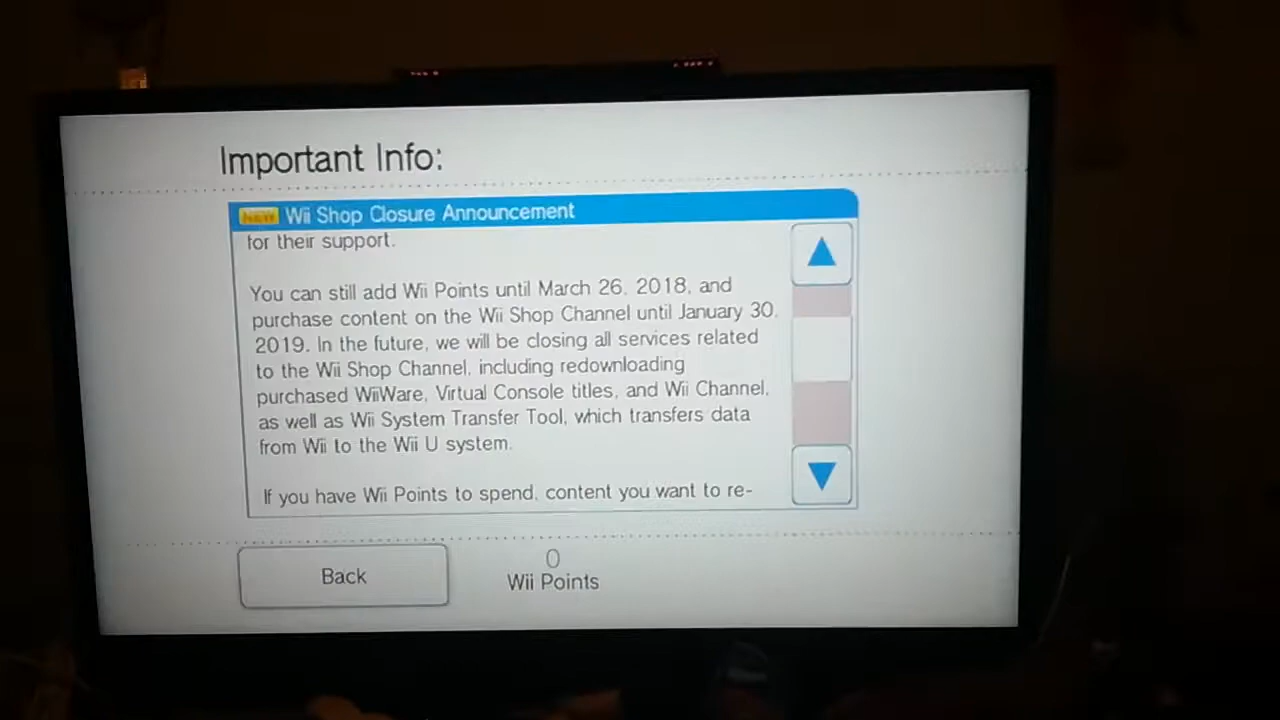 Important Info:
New Wii Shop Closure Announcement
for their support.
You can still add Wii Points until March 26, 2018, and
purchase content on the Wii Shop Channel until January 30,
2019. In the future, we will be closing all services related
to the Wii Shop Channel, including redownloading
purchased WiiWare, Virtual Console titles, and Wii Channel,
as well as Wii System Transfer Tool, which transfers data
from Wii to the Wii U system.
If you have Wii Points to spend, content you want to re-
Back
0
Wii Points